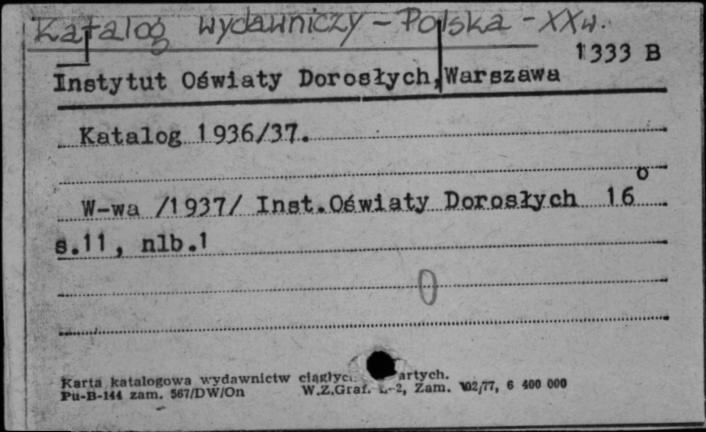 Katalog wydawniczy - Polska - XXw.
1333 B
Instytut Oświaty Dorosłych, Warszawa
Katalog 1936/37.
W-wa /1937/ Inst.Oświaty Dorosłych 16°
s.11, nlb.1
0
Karta katalogowa wydawnictw ciągłyc artych.
Pu-B-144 zam. 567/DW/On W.Z.Graf. -2, Zam. 102/77, 6 400 000